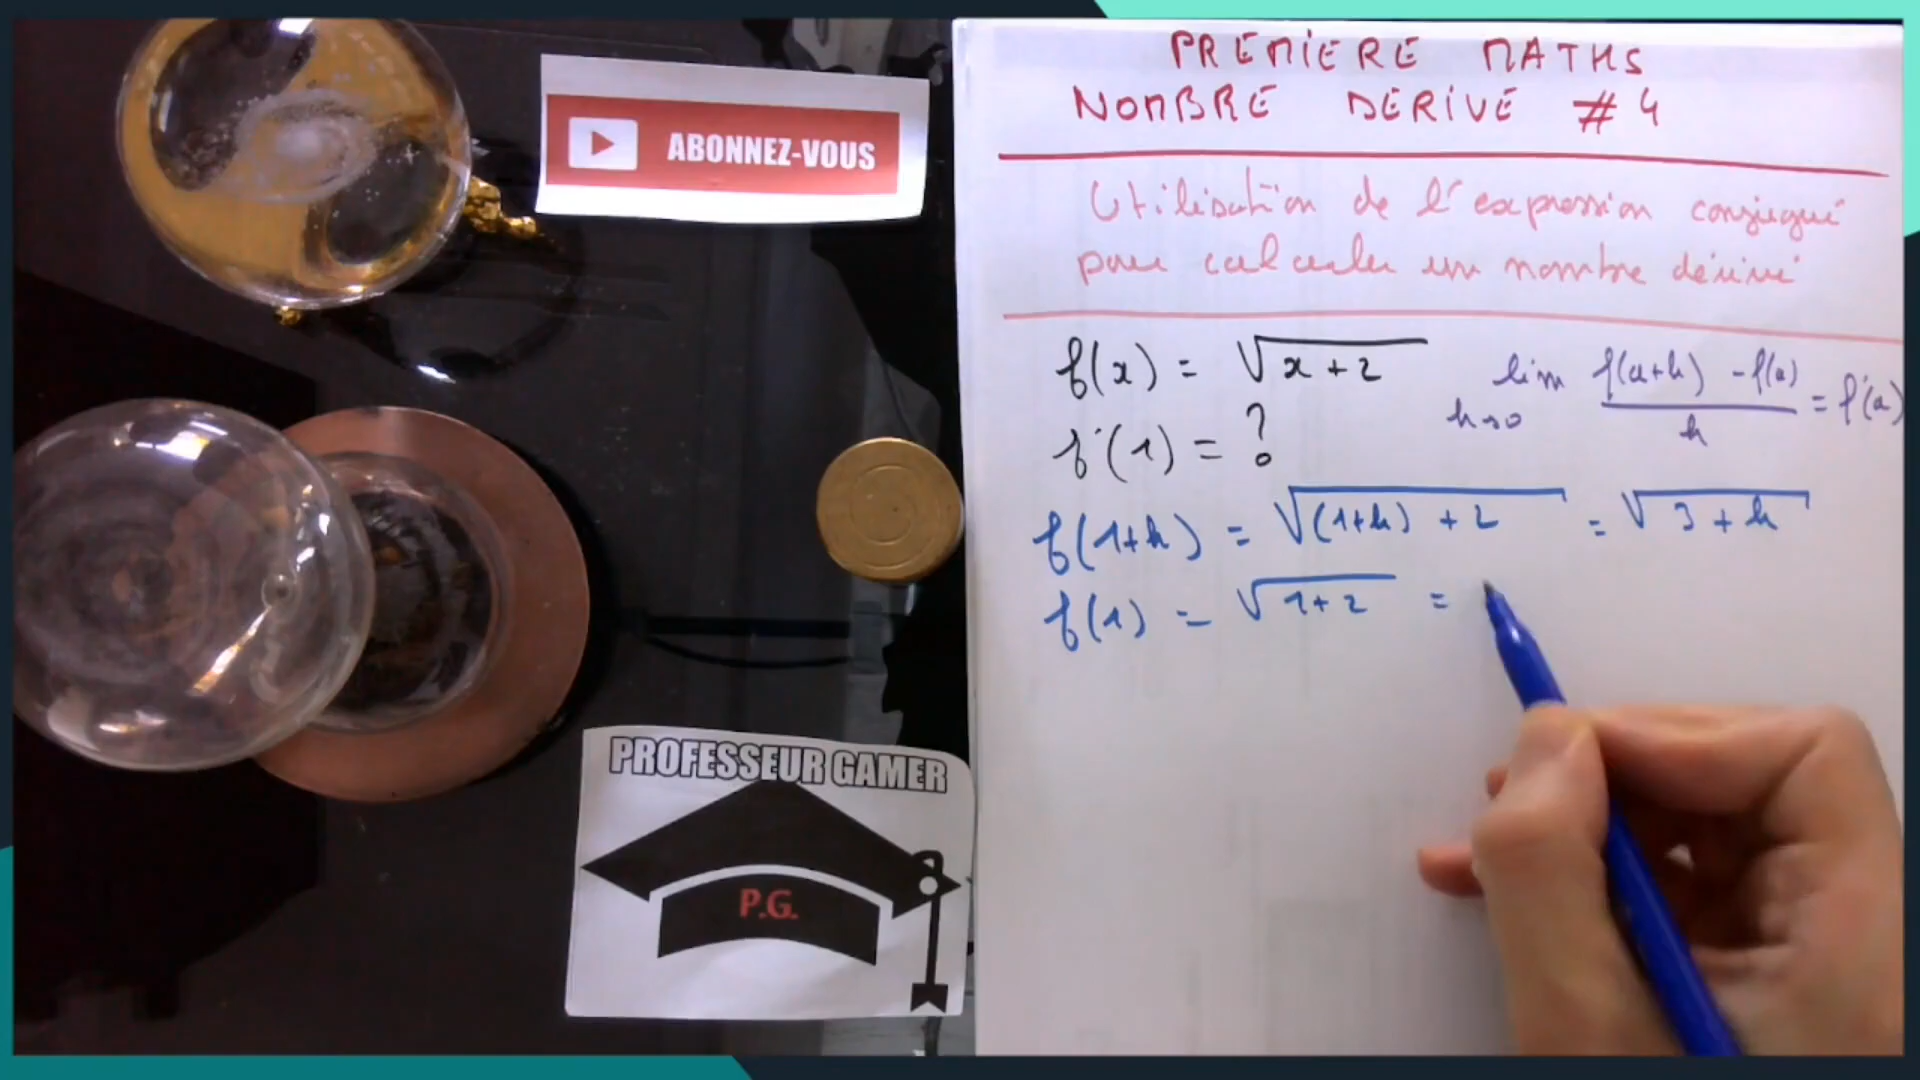 ABONNEZ-VOUS
PROFESSEUR GAMER
P.G.
PREMIERE MATHS
NOMBRE DERIVE #4
Utilisation de l'expression conjugué
pour calculer un nombre dérivé
f(x) = √(x+2)
lim h→0 (f(a+h) - f(a))/h = f'(a)
f'(1) = ?
f(1+h) = √((1+h) + 2) = √(3+h)
f(1) = √(1+2) =